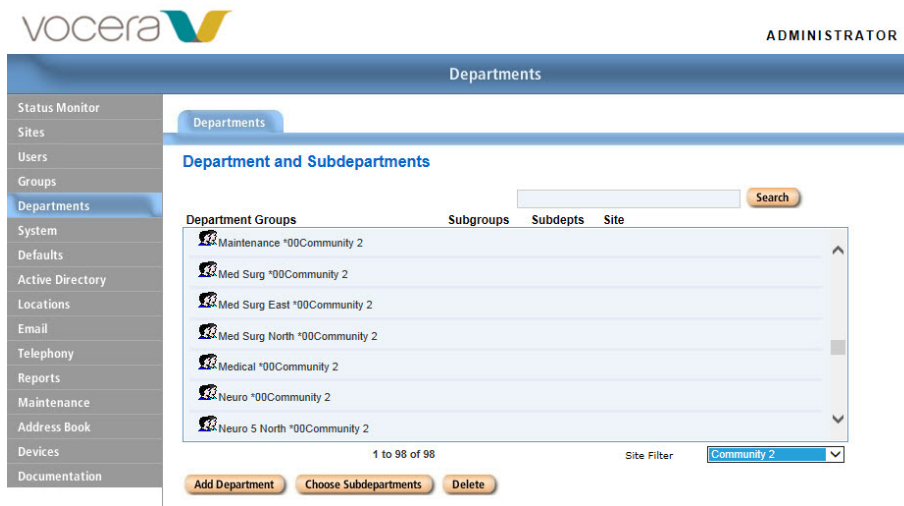 vocera
ADMINISTRATOR
Departments
Status Monitor
Sites
Users
Groups
Departments
System
Defaults
Active Directory
Locations
Email
Telephony
Reports
Maintenance
Address Book
Devices
Documentation
Departments
Department and Subdepartments
Search
Department Groups Subgroups Subdepts Site
Maintenance *00Community 2
Med Surg *00Community 2
Med Surg East *00Community 2
Med Surg North *00Community 2
Medical *00Community 2
Neuro *00Community 2
Neuro 5 North *00Community 2
1 to 98 of 98 Site Filter Community 2
Add Department Choose Subdepartments Delete